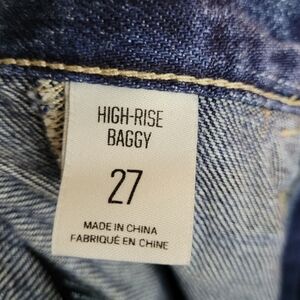 HIGH-RISE
BAGGY
27
MADE IN CHINA
FABRIQUÉ EN CHINE